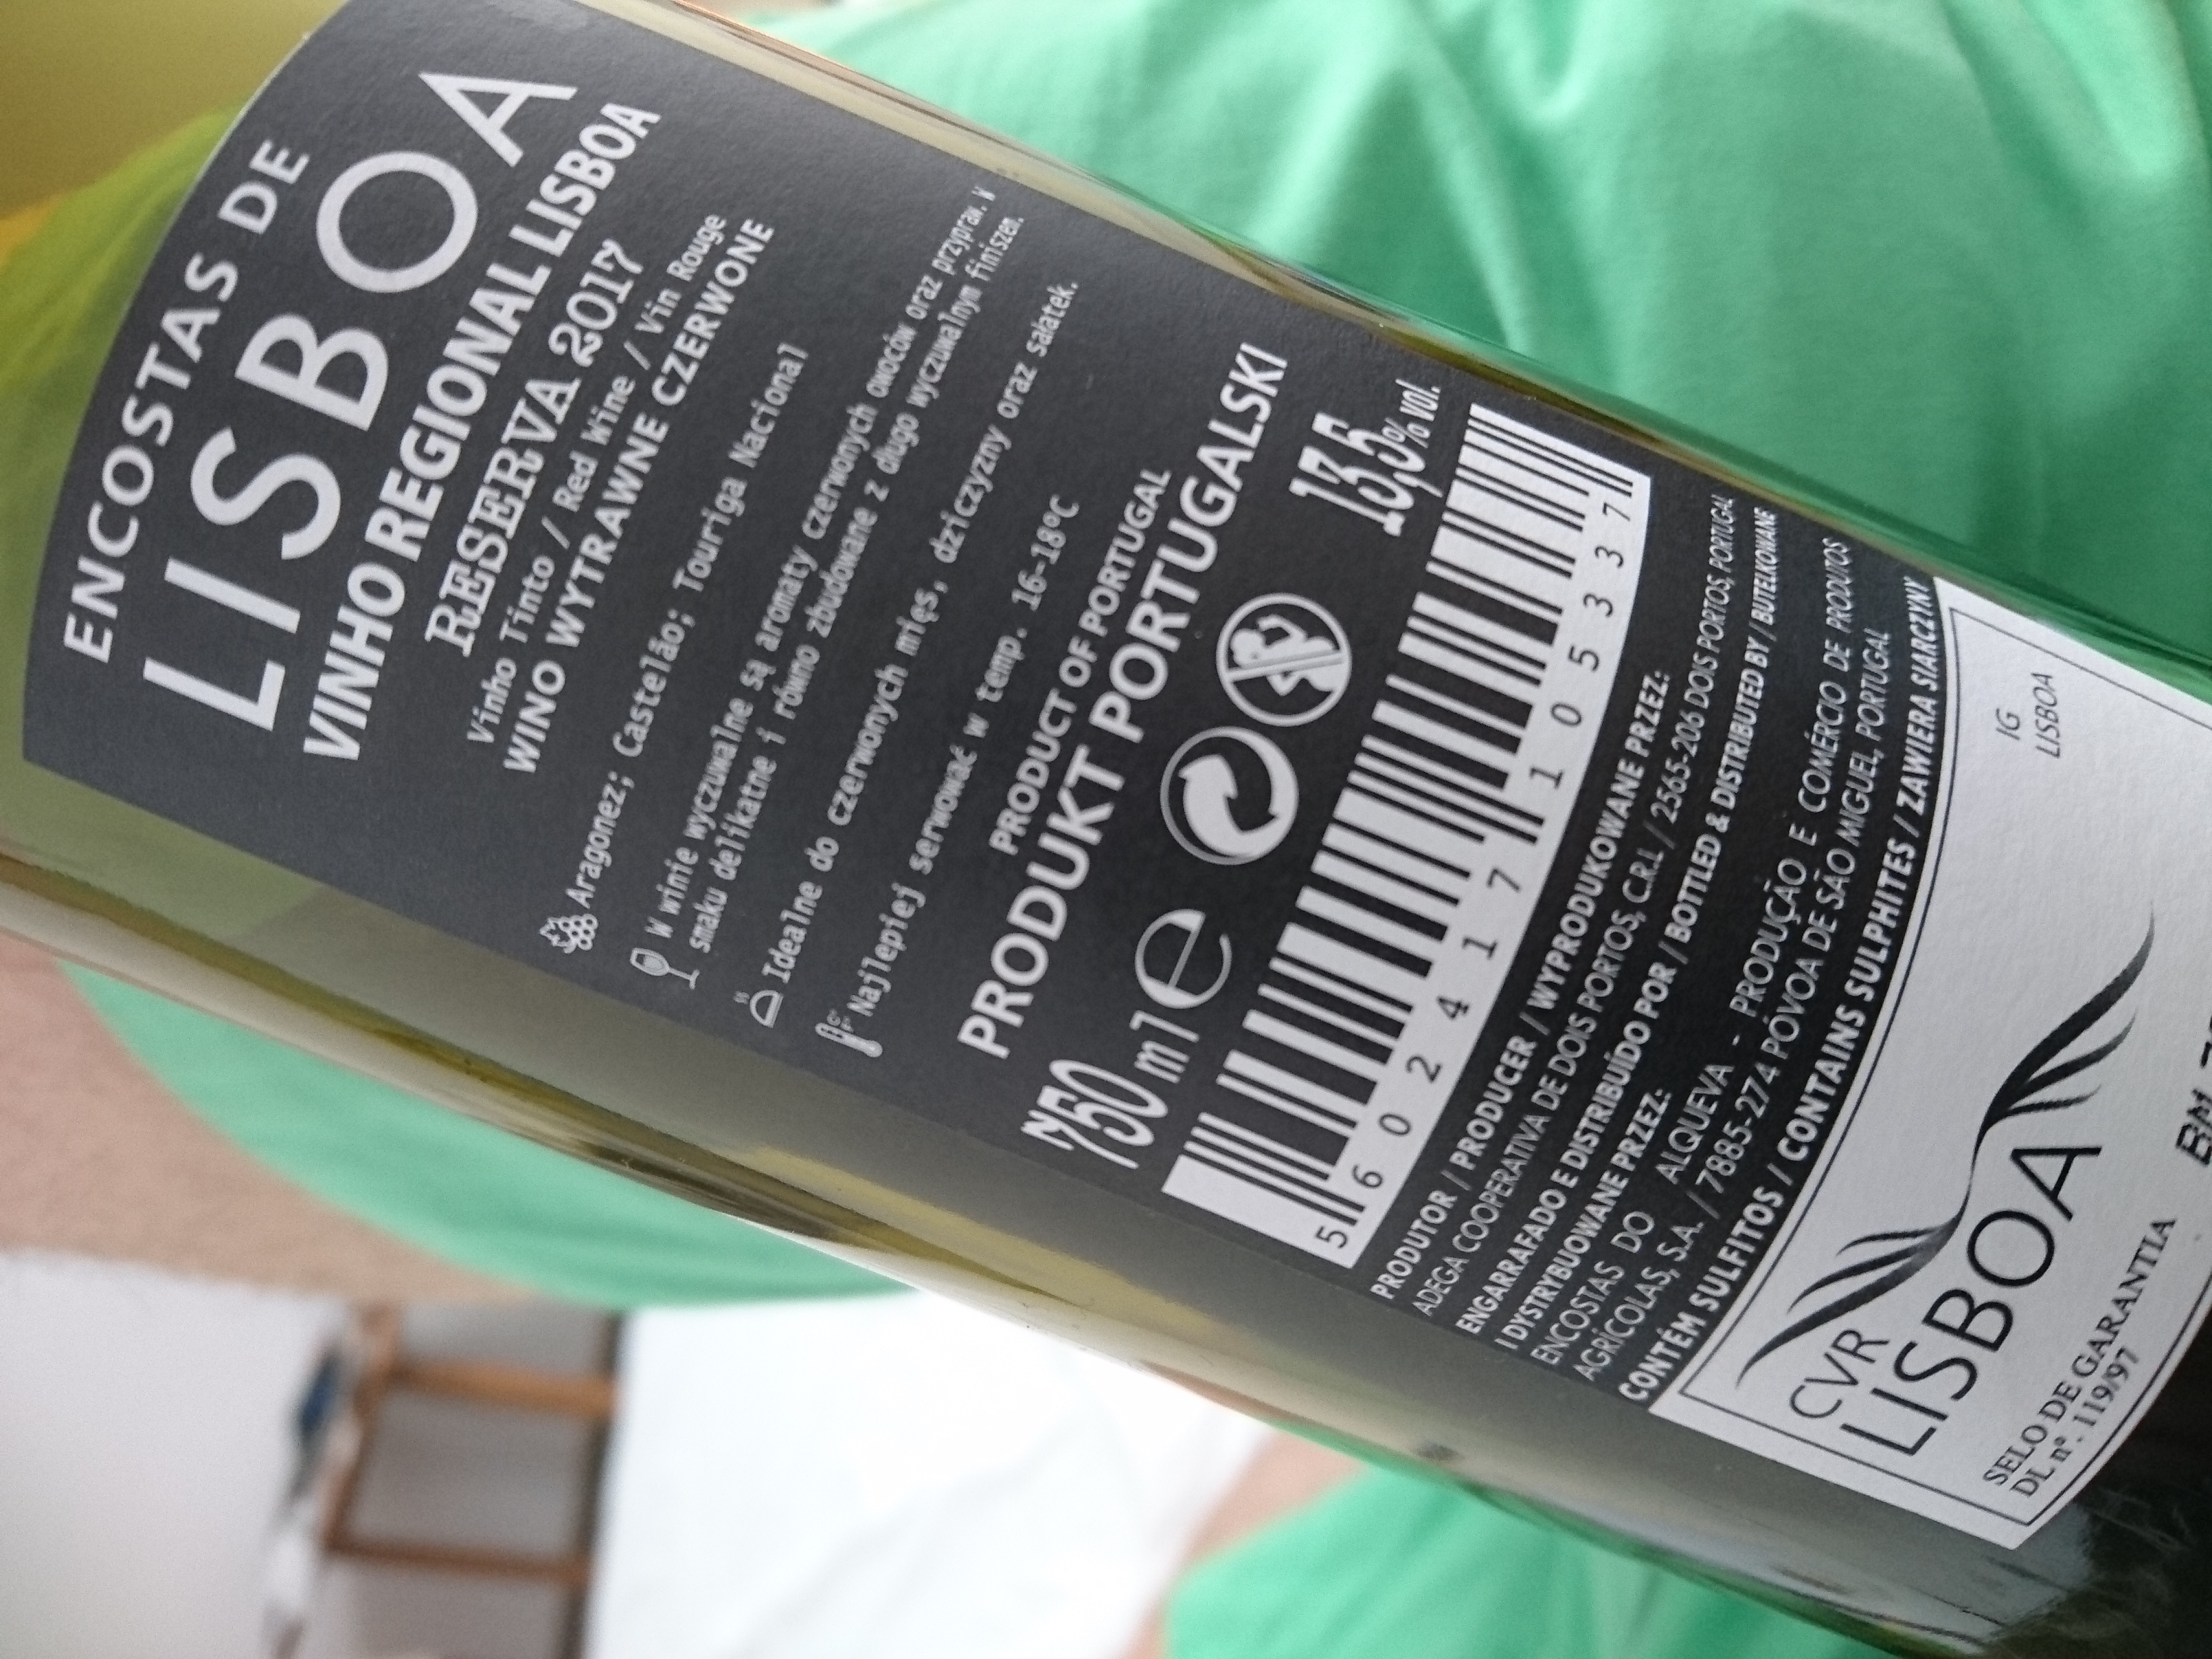 ENCOSTAS DE
LISBOA
VINHO REGIONAL LISBOA
RESERVA 2017
Vinho Tinto / Red Wine / Vin Rouge
WINO WYTRAWNE CZERWONE
Aragonez; Castelão; Touriga Nacional
W winie wyczuwalne są aromaty czerwonych owoców oraz przypraw. W
smaku delikatne i równo zbudowane z długo wyczuwalnym finiszem.
Idealne do czerwonych mięs, dziczyzny oraz sałatek.
Najlepiej serwować w temp. 16-18ºC
PRODUCT OF PORTUGAL
PRODUKT PORTUGALSKI
750 ml e 13,5% vol.
5 602417 105337
PRODUTOR / PRODUCER / WYPRODUKOWANE PRZEZ:
ADEGA COOPERATIVA DE DOIS PORTOS, C.R.L / 2565-206 DOIS PORTOS, PORTUGAL
ENGARRAFADO E DISTRIBUÍDO POR / BOTTLED & DISTRIBUTED BY / BUTELKOWANE
I DYSTRYBUOWANE PRZEZ:
ENCOSTAS DO ALQUEVA - PRODUÇÃO E COMÉRCIO DE PRODUTOS
AGRÍCOLAS, S.A. / 7885-274 PÓVOA DE SÃO MIGUEL, PORTUGAL
CONTÉM SULFITOS / CONTAINS SULPHITES / ZAWIERA SIARCZYNY
IG
LISBOA
CVR
LISBOA
SELO DE GARANTIA
DL nº. 119/97